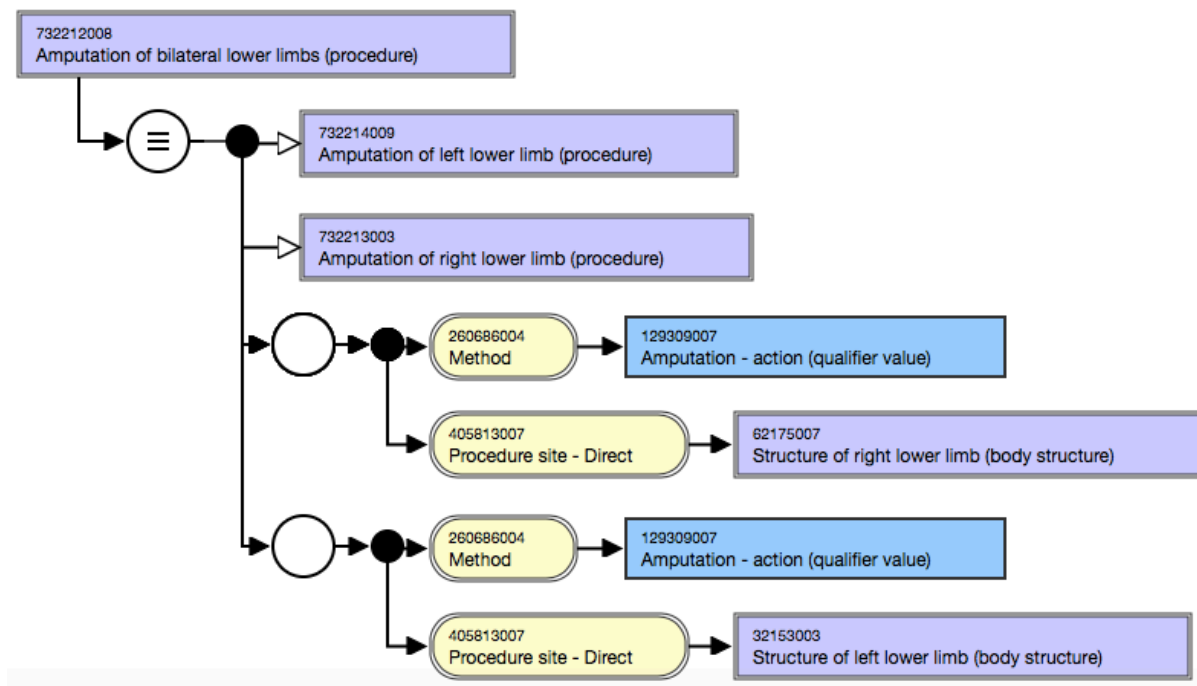 732212008
Amputation of bilateral lower limbs (procedure)
732214009
Amputation of left lower limb (procedure)
732213003
Amputation of right lower limb (procedure)
260686004
Method
129309007
Amputation - action (qualifier value)
405813007
Procedure site - Direct
62175007
Structure of right lower limb (body structure)
260686004
Method
129309007
Amputation - action (qualifier value)
405813007
Procedure site - Direct
32153003
Structure of left lower limb (body structure)